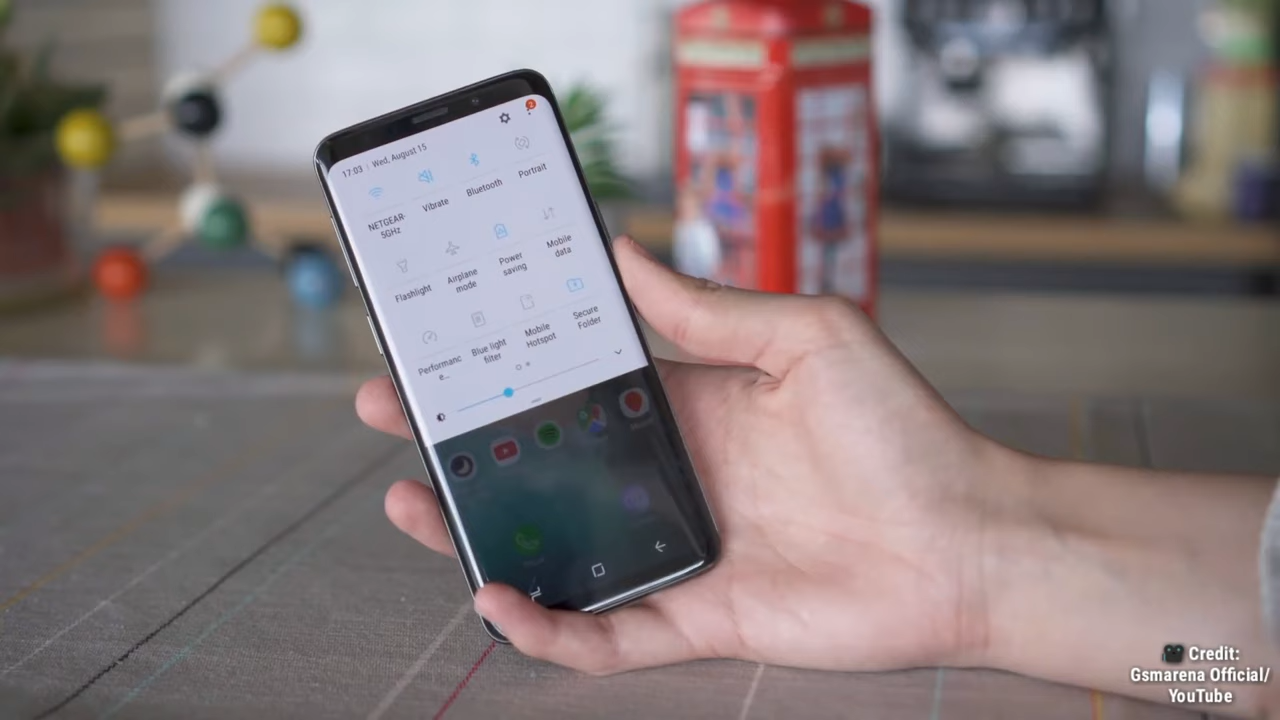 17:03 | Wed, August 15
NETGEAR-
5GHz
Vibrate
Bluetooth
Portrait
Flashlight
Airplane
mode
Power
saving
Mobile
data
Performanc
e...
Blue light
filter
Mobile
Hotspot
Secure
Folder
Credit:
Gsmarena Official/
YouTube